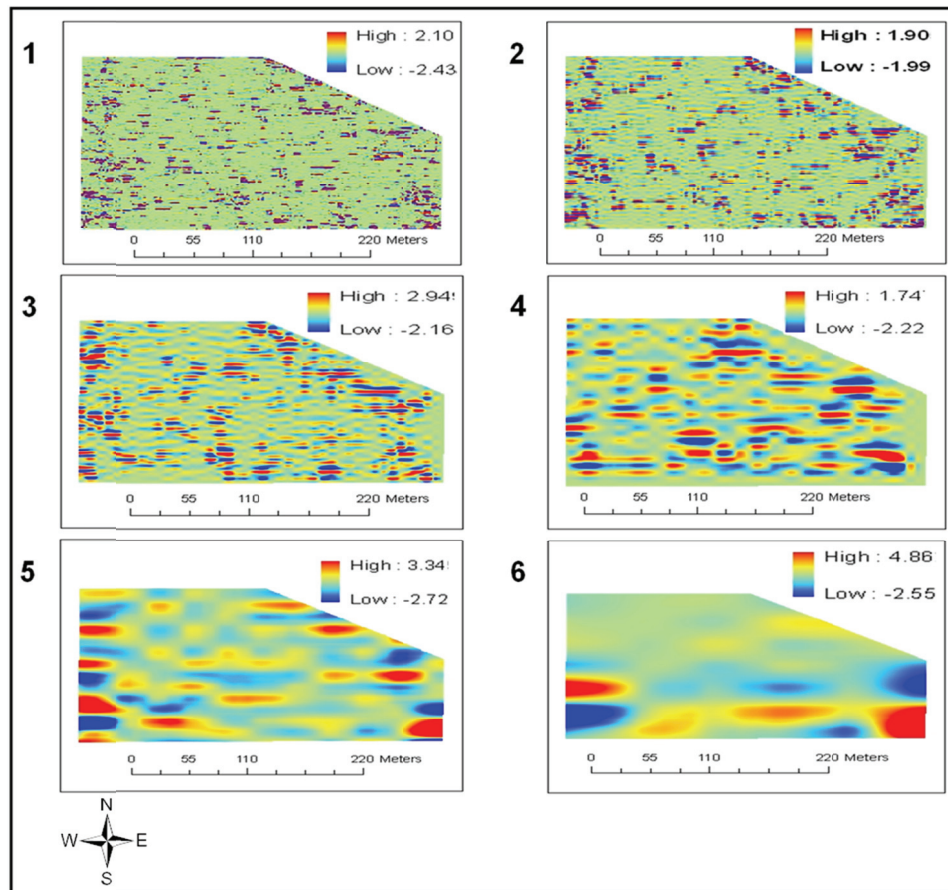 1
High : 2.10
Low : -2.43
0 55 110 220 Meters
2
High : 1.90
Low : -1.99
0 55 110 220 Meters
3
High : 2.94
Low : -2.16
0 55 110 220 Meters
4
High : 1.74
Low : -2.22
0 55 110 220 Meters
5
High : 3.34
Low : -2.72
0 55 110 220 Meters
6
High : 4.86
Low : -2.55
0 55 110 220 Meters
N
W E
S